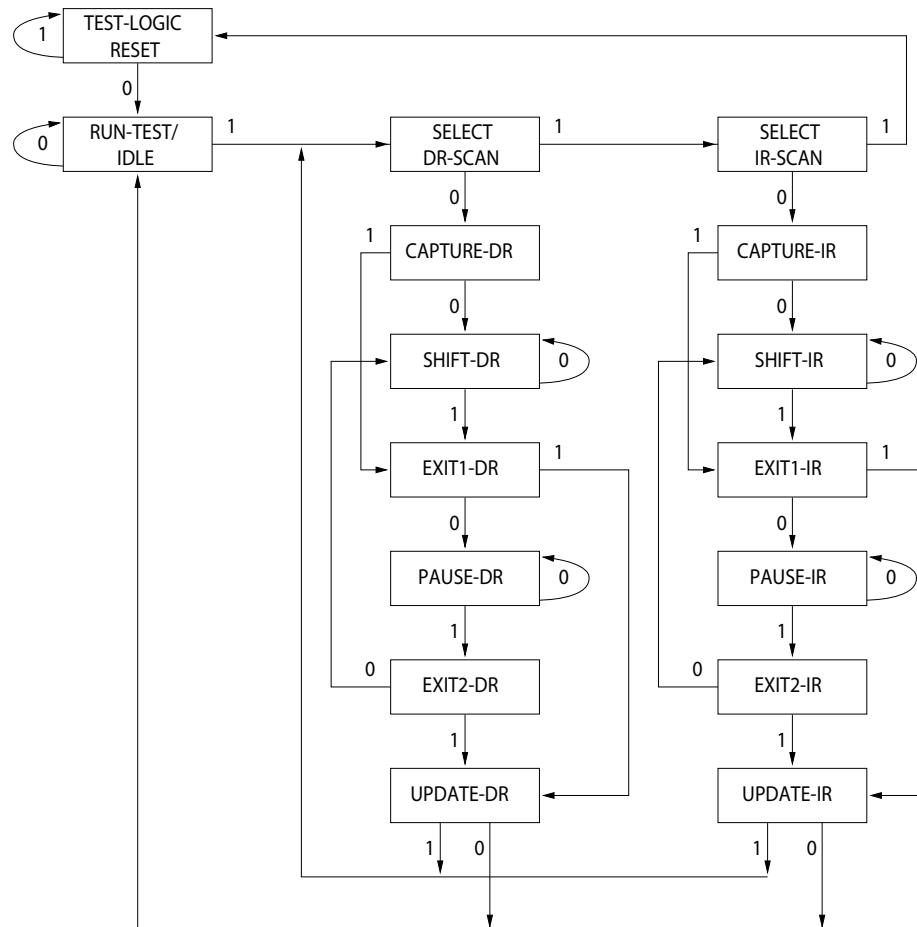 TEST-LOGIC
RESET
1
0
RUN-TEST/
IDLE
0
1
SELECT
DR-SCAN
1
SELECT
IR-SCAN
1
0
0
1
CAPTURE-DR
1
CAPTURE-IR
0
0
SHIFT-DR
0
SHIFT-IR
0
1
1
EXIT1-DR
1
EXIT1-IR
1
0
0
PAUSE-DR
0
PAUSE-IR
0
1
1
0
EXIT2-DR
0
EXIT2-IR
1
1
UPDATE-DR
UPDATE-IR
1
0
1
0